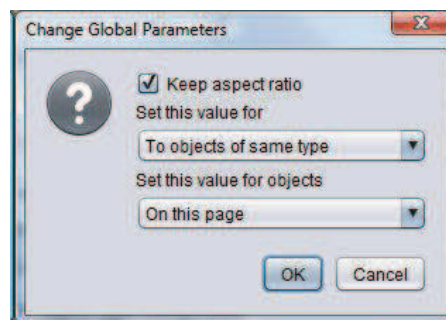 Change Global Parameters
Keep aspect ratio
Set this value for
To objects of same type
Set this value for objects
On this page
OK
Cancel